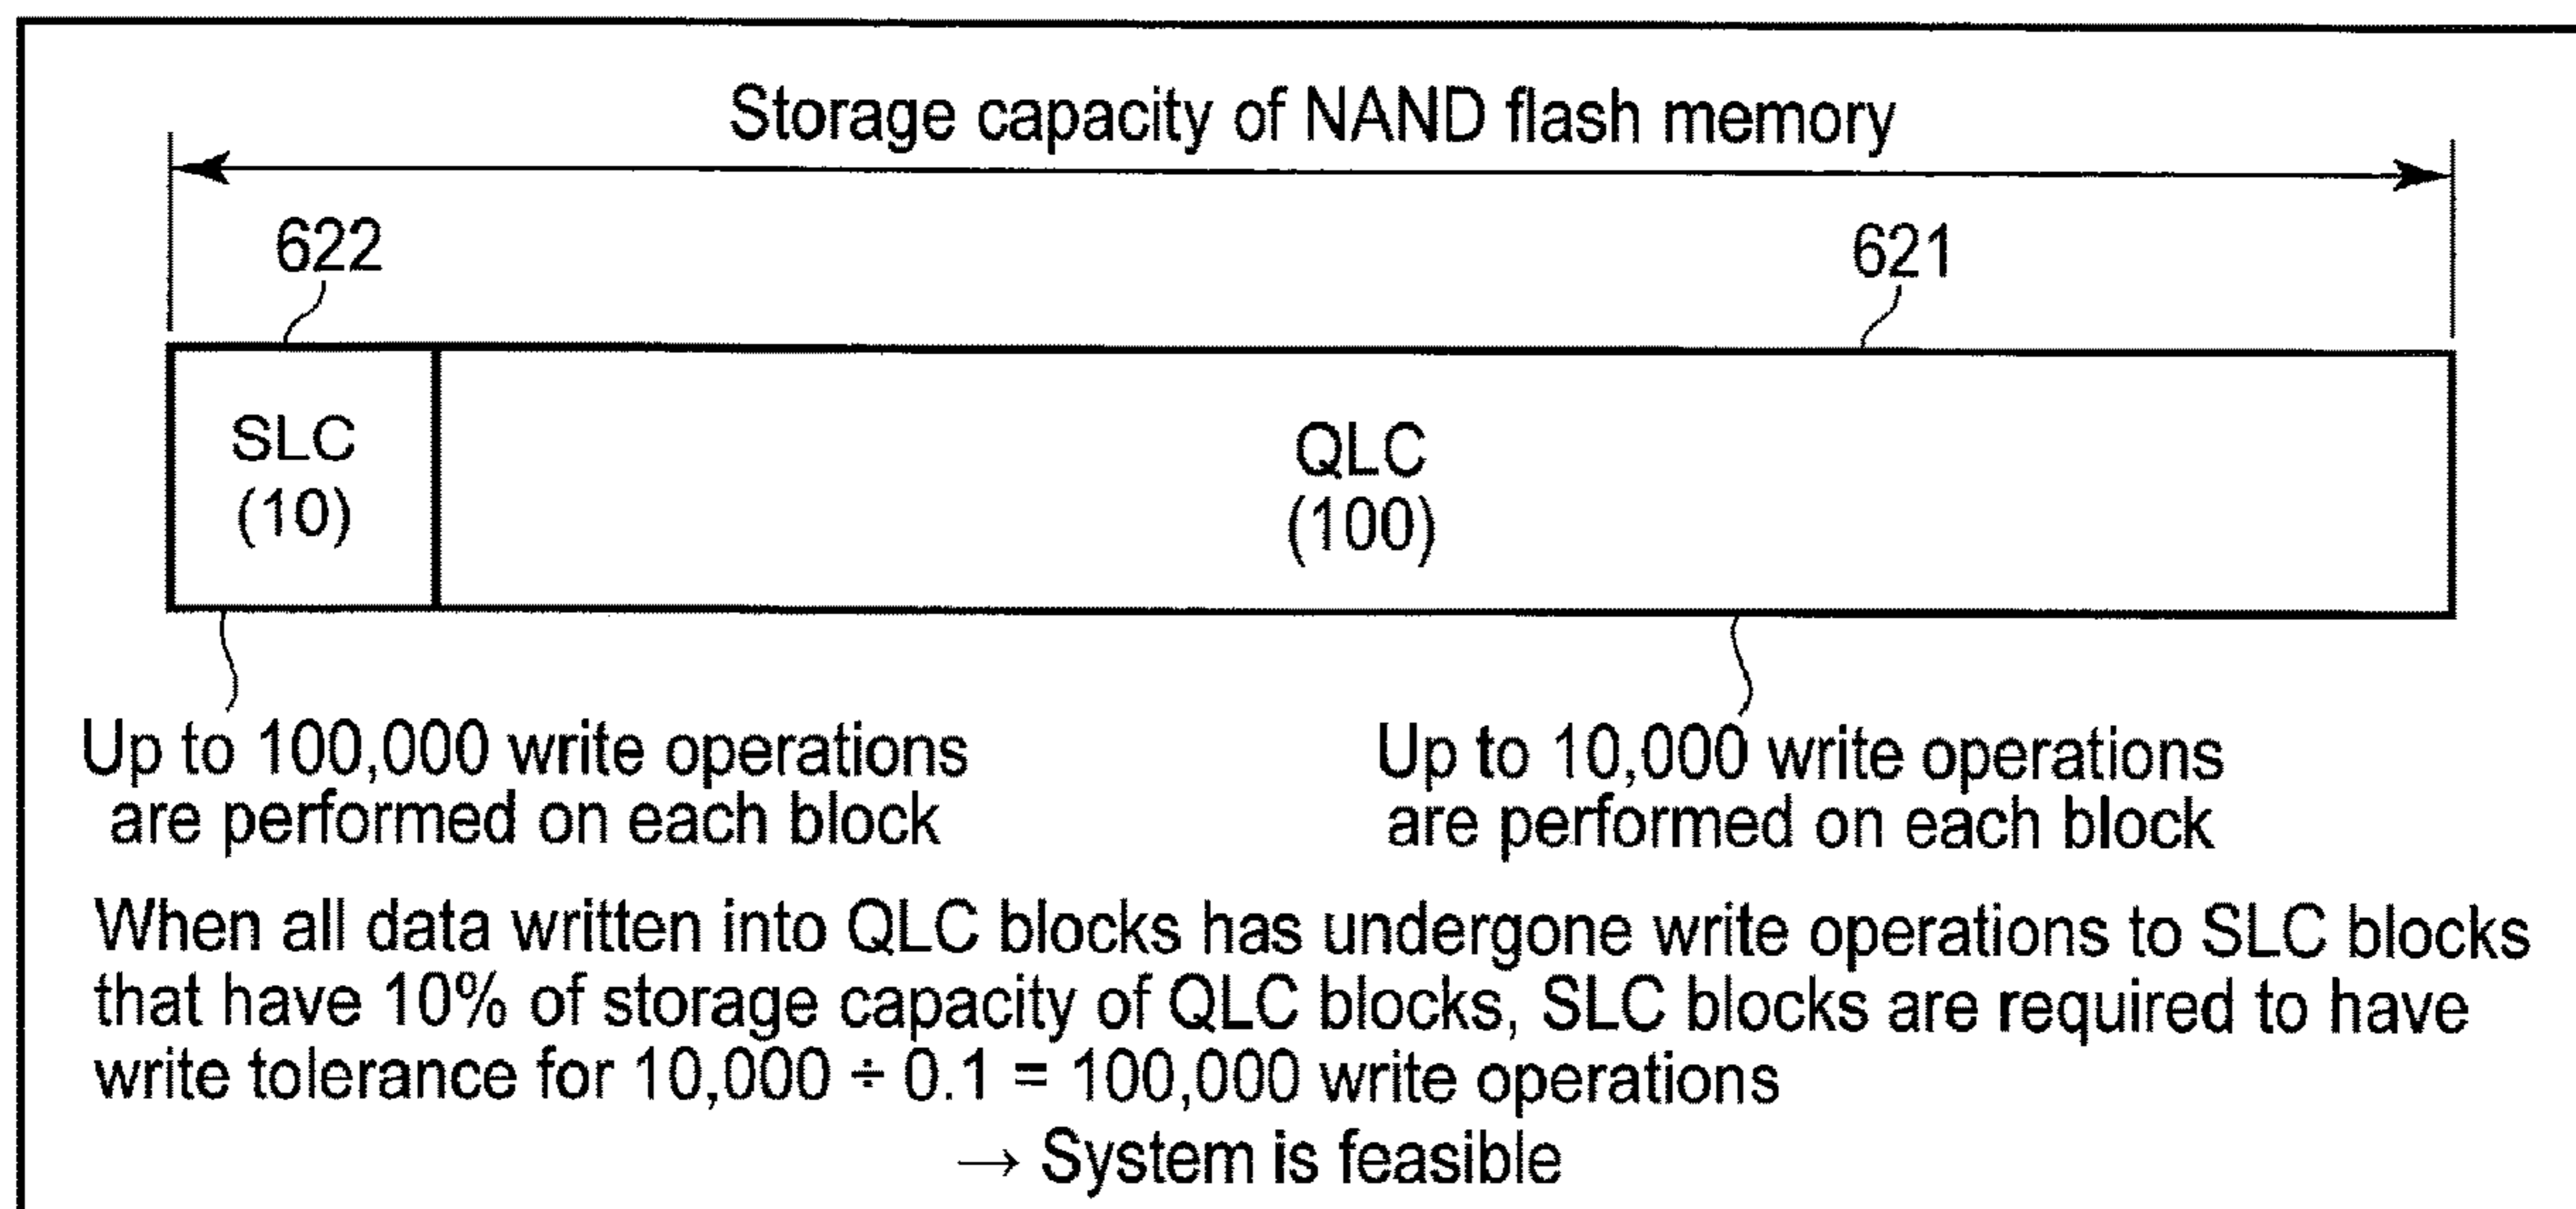 Storage capacity of NAND flash memory
622
621
SLC
(10)
QLC
(100)
Up to 100,000 write operations
are performed on each block
Up to 10,000 write operations
are performed on each block
When all data written into QLC blocks has undergone write operations to SLC blocks
that have 10% of storage capacity of QLC blocks, SLC blocks are required to have
write tolerance for 10,000 ÷ 0.1 = 100,000 write operations
→ System is feasible